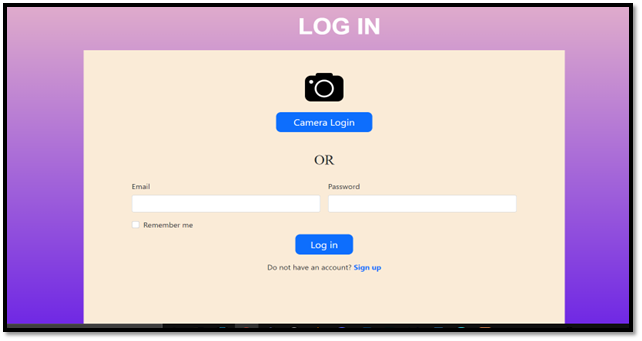 LOG IN
Camera Login
OR
Email Password
Remember me
Log in
Do not have an account? Sign up